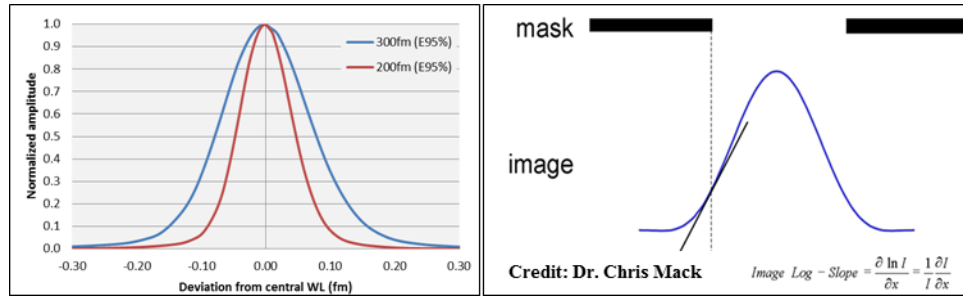 Normalized amplitude
1.0
0.9
0.8
0.7
0.6
0.5
0.4
0.3
0.2
0.1
0.0
-0.30
-0.20
-0.10
0.00
0.10
0.20
0.30
Deviation from central WL (fm)
300fm (E95%)
200fm (E95%)
mask
image
Credit: Dr. Chris Mack
Image Log - Slope = ∂ ln I / ∂x = 1/I ∂I/∂x